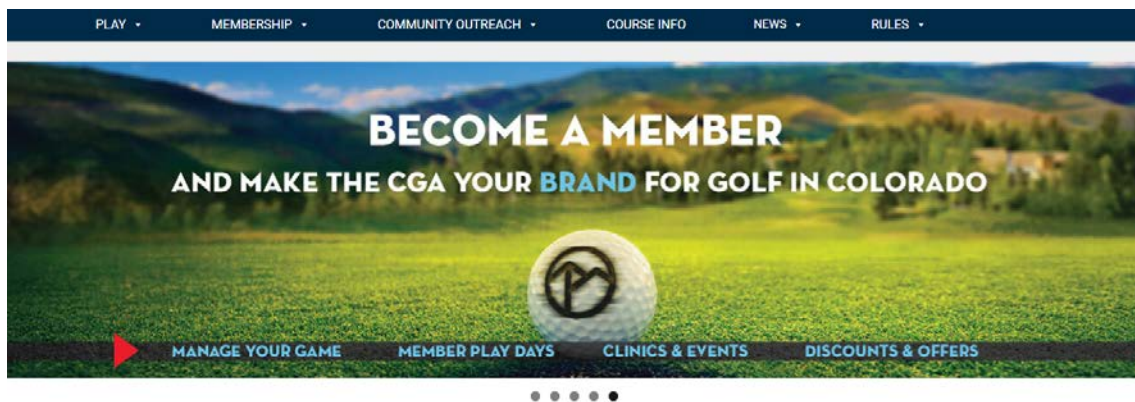 PLAY MEMBERSHIP COMMUNITY OUTREACH COURSE INFO NEWS RULES
BECOME A MEMBER
AND MAKE THE CGA YOUR BRAND FOR GOLF IN COLORADO
MANAGE YOUR GAME MEMBER PLAY DAYS CLINICS & EVENTS DISCOUNTS & OFFERS